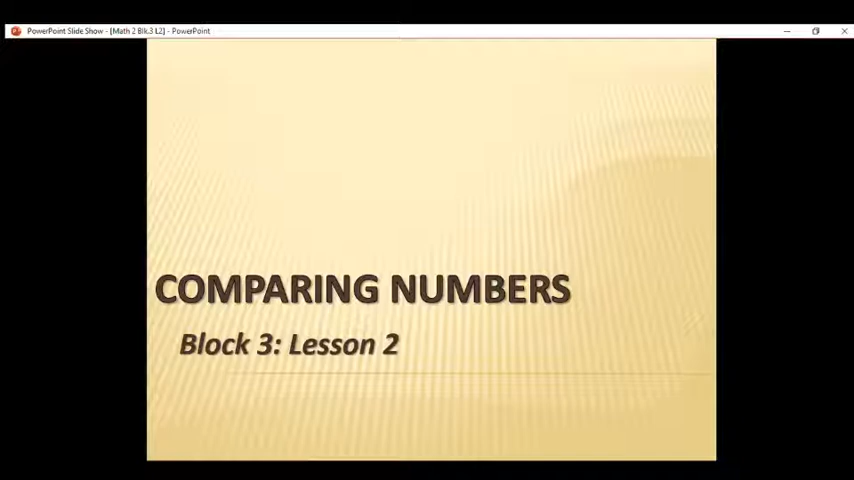 PowerPoint Slide Show - [Math 2 Blk.3 L2] - PowerPoint
COMPARING NUMBERS
Block 3: Lesson 2